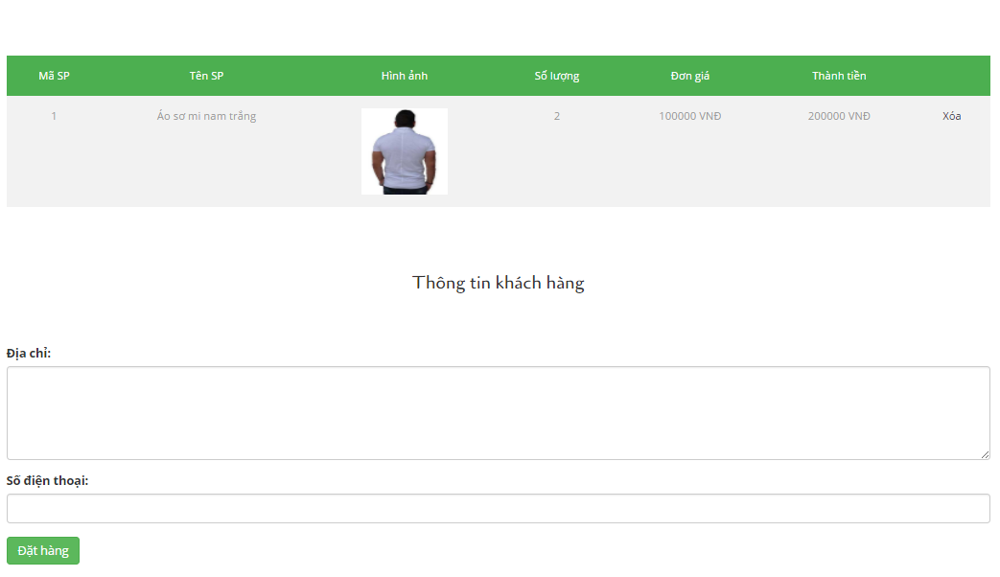 Mã SP Tên SP Hình ảnh Số lượng Đơn giá Thành tiền
1 Áo sơ mi nam trắng 2 100000 VNĐ 200000 VNĐ Xóa
Thông tin khách hàng
Địa chỉ:
Số điện thoại:
Đặt hàng